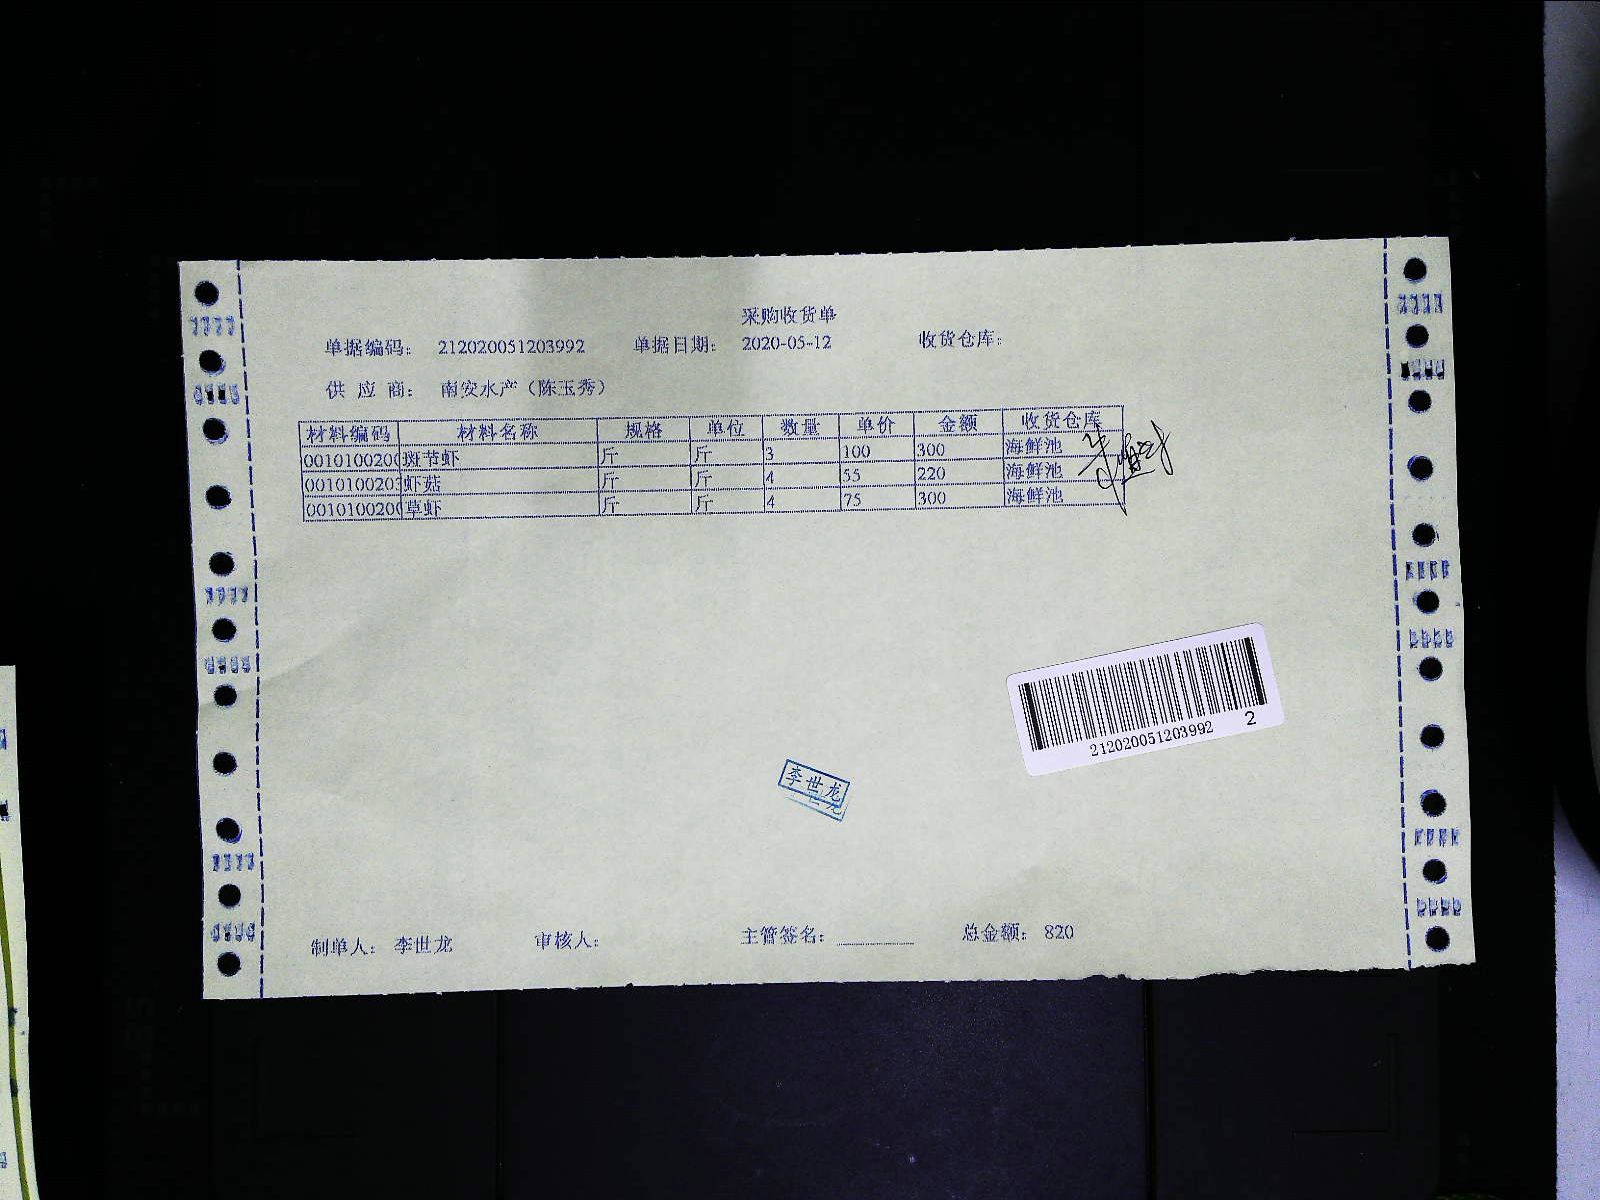 采购收货单
单据编码: 212020051203992 单据日期: 2020-05-12 收货仓库:
供 应 商: 南安水产（陈玉秀）
材料编码 材料名称 规格 单位 数量 单价 金额 收货仓库
0010100200 斑节虾 斤 斤 3 100 300 海鲜池
0010100203 虾菇 斤 斤 4 55 220 海鲜池
0010100200 草虾 斤 斤 4 75 300 海鲜池
212020051203992 2
李世龙
制单人: 李世龙 审核人: 主管签名: 总金额: 820